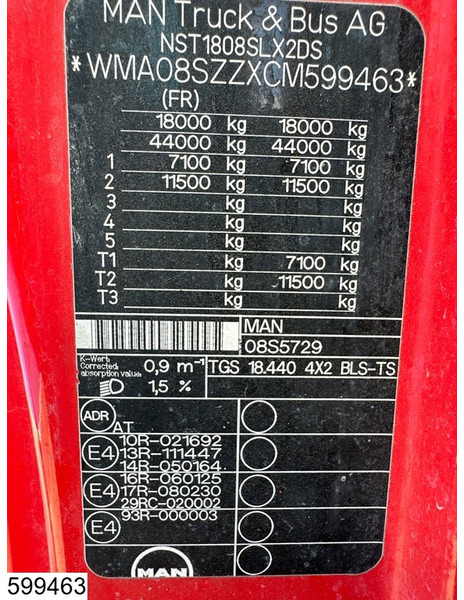 MAN Truck & Bus AG
NST1808SLX2DS
*WMA08SZZXCM599463*
(FR)
18000 kg 18000 kg
44000 kg 44000 kg
1 7100 kg 7100 kg
2 11500 kg 11500 kg
3 kg kg
4 kg kg
5 kg kg
T1 kg 7100 kg
T2 kg 11500 kg
T3 kg kg
MAN
08S5729
K-Wert:
Corrected
absorption value: 0,9 m-1
TGS 18.440 4X2 BLS-TS
1,5 %
ADR AT
E4 10R-021692
13R-111447
14R-050164
E4 16R-060125
17R-080230
29RC-020002
E4 93R-000003
MAN
599463